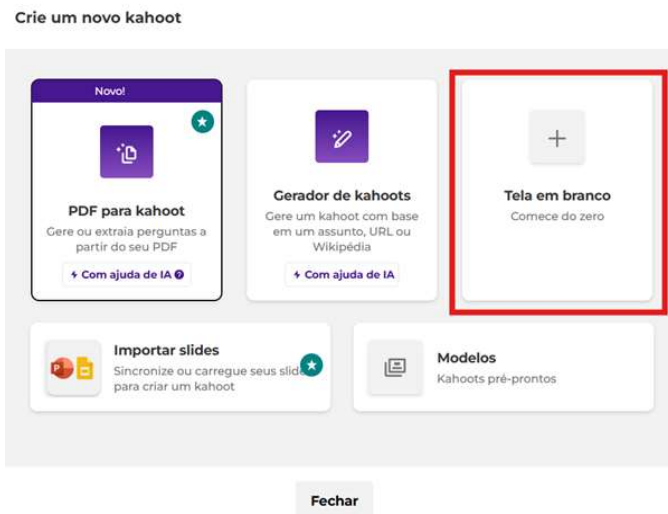 Crie um novo kahoot
Novo!
PDF para kahoot
Gere ou extraia perguntas a
partir do seu PDF
Com ajuda de IA ?
Gerador de kahoots
Gere um kahoot com base
em um assunto, URL ou
Wikipédia
Com ajuda de IA
Tela em branco
Comece do zero
P
Importar slides
Sincronize ou carregue seus slid
para criar um kahoot
Modelos
Kahoots pré-prontos
Fechar